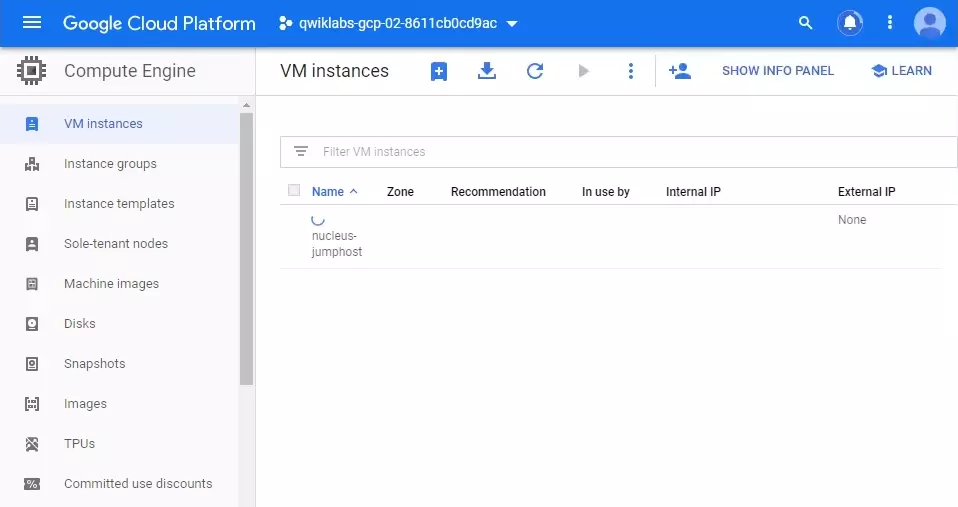 Google Cloud Platform
qwiklabs-gcp-02-8611cb0cd9ac
Compute Engine
VM instances
SHOW INFO PANEL
LEARN
VM instances
Instance groups
Instance templates
Sole-tenant nodes
Machine images
Disks
Snapshots
Images
TPUs
Committed use discounts
Filter VM instances
Name Zone Recommendation In use by Internal IP External IP
nucleus-
jumphost
None